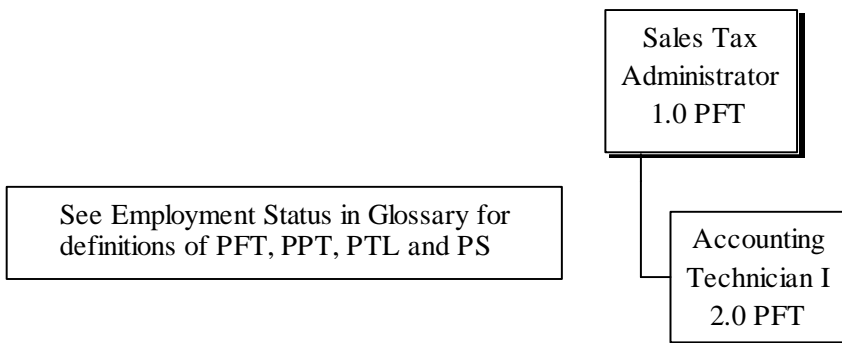 Sales Tax
Administrator
1.0 PFT
See Employment Status in Glossary for
definitions of PFT, PPT, PTL and PS
Accounting
Technician I
2.0 PFT